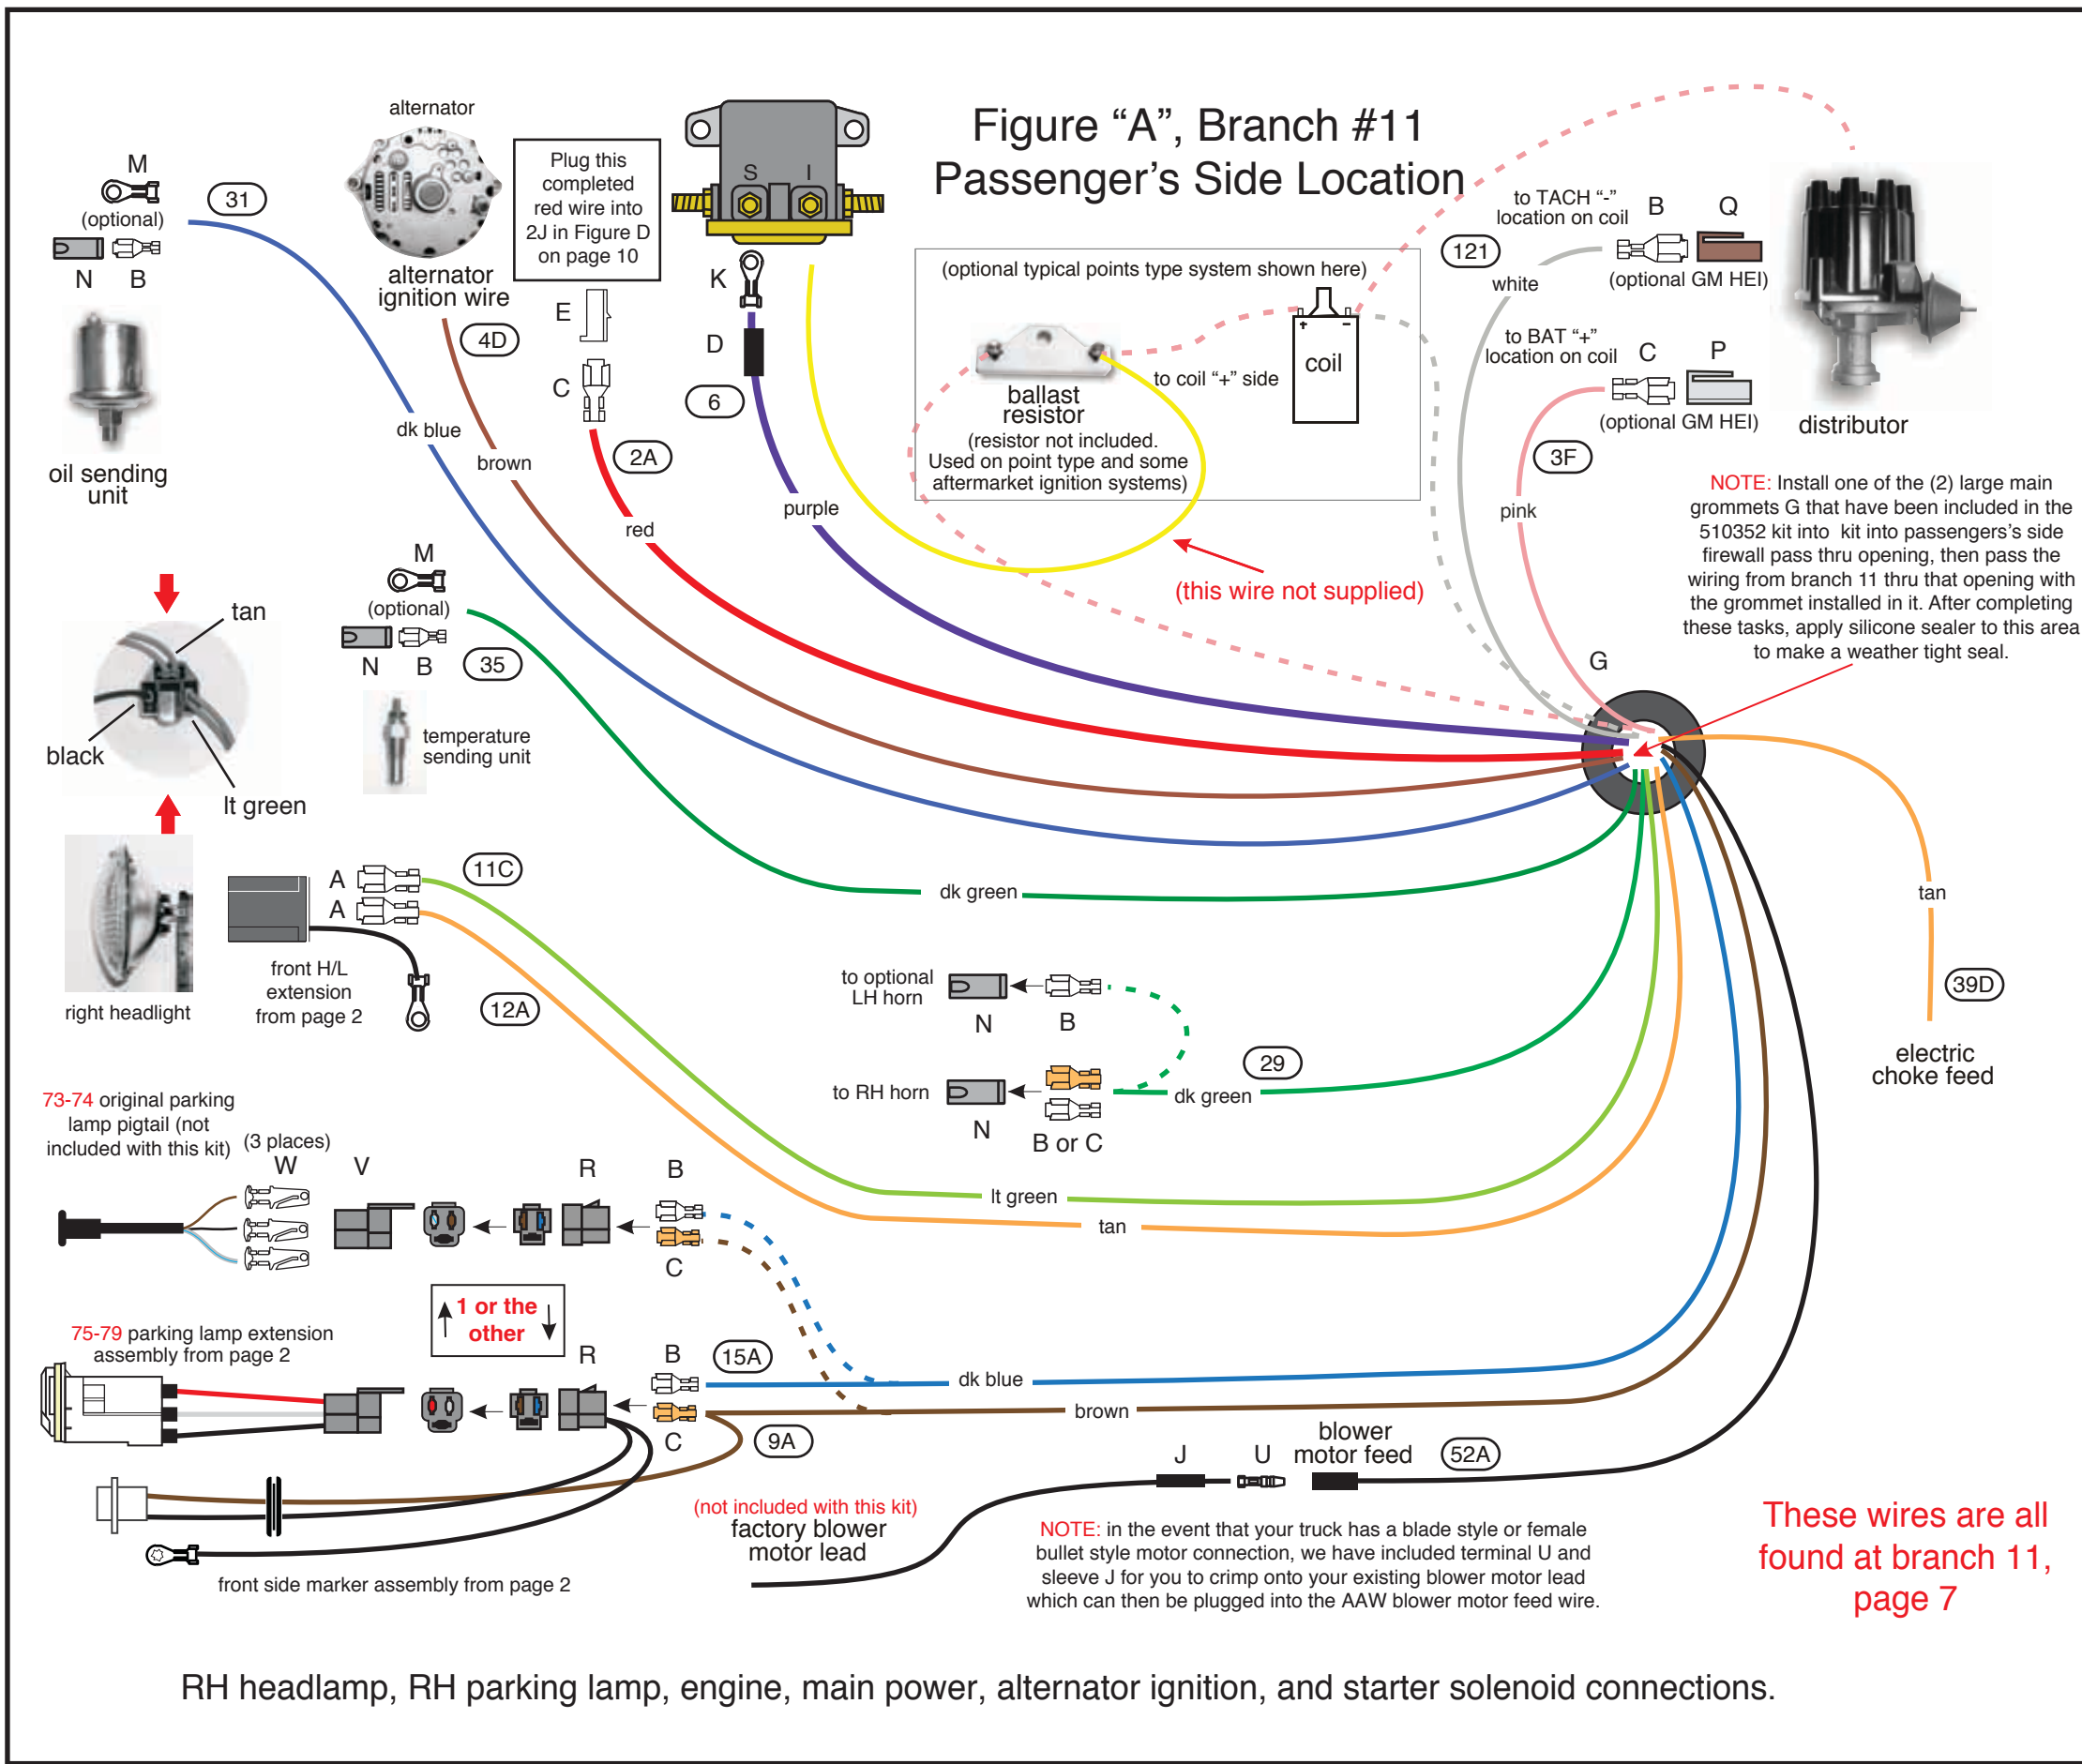 Figure “A”, Branch #11
Passenger’s Side Location
alternator
M
(optional)
N B
31
oil sending
unit
alternator
ignition wire
4D
Plug this
completed
red wire into
2J in Figure D
on page 10
E
C
2A
S I
K
D
6
(optional typical points type system shown here)
+ -
coil
to coil “+” side
ballast
resistor
(resistor not included.
Used on point type and some
aftermarket ignition systems)
(this wire not supplied)
to TACH “-”
location on coil
B Q
121
white
(optional GM HEI)
to BAT “+”
location on coil
C P
(optional GM HEI)
3F
pink
distributor
NOTE: Install one of the (2) large main
grommets G that have been included in the
510352 kit into kit into passengers’s side
firewall pass thru opening, then pass the
wiring from branch 11 thru that opening with
the grommet installed in it. After completing
these tasks, apply silicone sealer to this area
to make a weather tight seal.
G
dk blue
brown
red
purple
tan
black
lt green
M
(optional)
N B
35
temperature
sending unit
dk green
right headlight
A
A
11C
12A
front H/L
extension
from page 2
to optional
LH horn
N B
to RH horn
N
B or C
29
dk green
tan
39D
electric
choke feed
lt green
tan
73-74 original parking
lamp pigtail (not
included with this kit)
(3 places)
W V R B
C
1 or the
other
75-79 parking lamp extension
assembly from page 2
R B
C
15A
9A
dk blue
brown
front side marker assembly from page 2
J U
blower
motor feed
52A
(not included with this kit)
factory blower
motor lead
NOTE: in the event that your truck has a blade style or female
bullet style motor connection, we have included terminal U and
sleeve J for you to crimp onto your existing blower motor lead
which can then be plugged into the AAW blower motor feed wire.
These wires are all
found at branch 11,
page 7
RH headlamp, RH parking lamp, engine, main power, alternator ignition, and starter solenoid connections.